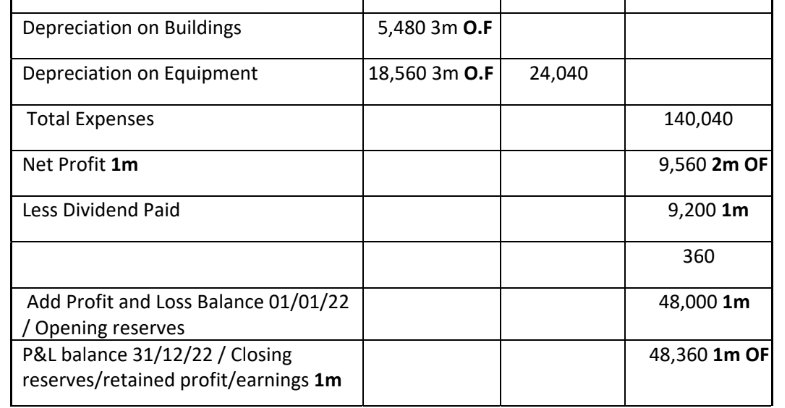 Depreciation on Buildings 5,480 3m O.F
Depreciation on Equipment 18,560 3m O.F 24,040
Total Expenses 140,040
Net Profit 1m 9,560 2m OF
Less Dividend Paid 9,200 1m
360
Add Profit and Loss Balance 01/01/22 48,000 1m
/ Opening reserves
P&L balance 31/12/22 / Closing 48,360 1m OF
reserves/retained profit/earnings 1m